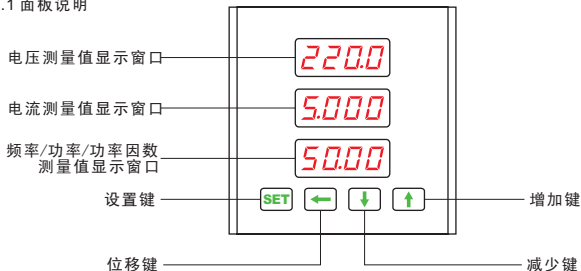 .1面板说明
电压测量值显示窗口
220.0
电流测量值显示窗口
5.000
频率/功率/功率因数
测量值显示窗口
50.00
设置键
SET
增加键
位移键
减少键